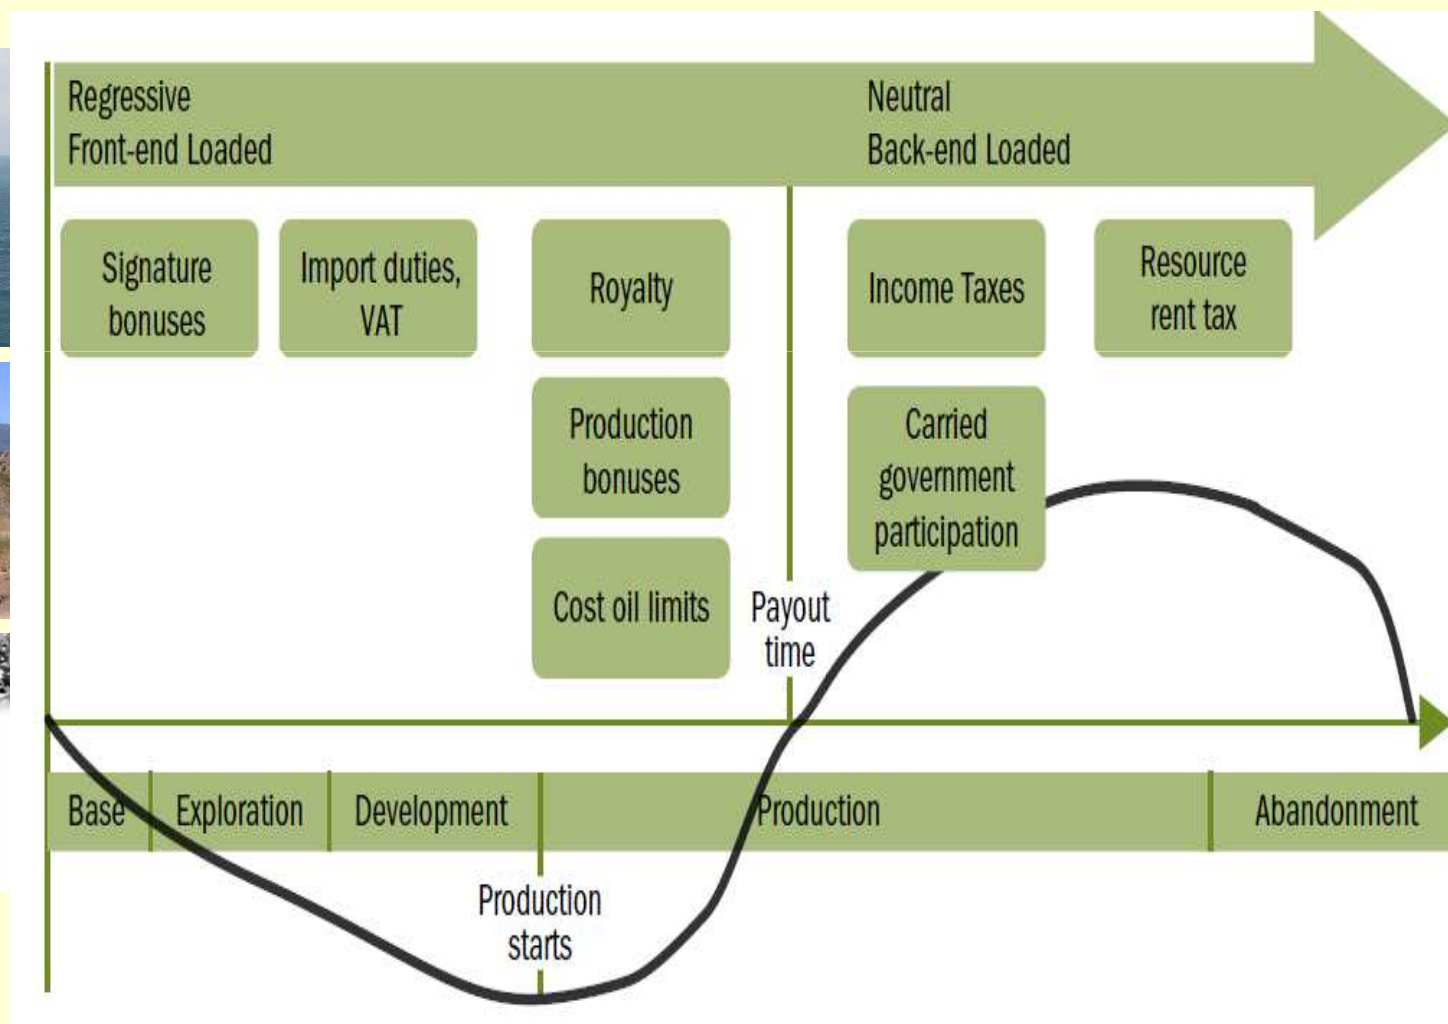 Regressive
Front-end Loaded
Neutral
Back-end Loaded
Signature
bonuses
Import duties,
VAT
Royalty
Income Taxes
Resource
rent tax
Production
bonuses
Carried
government
participation
Cost oil limits
Payout
time
Base
Exploration
Development
Production
Abandonment
Production
starts